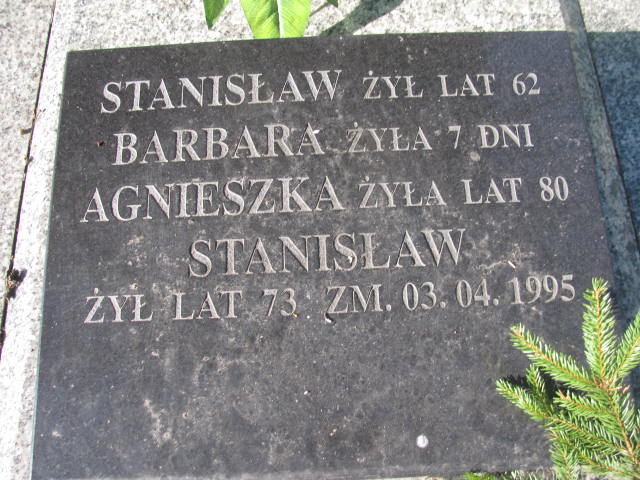 STANISŁAW ŻYŁ LAT 62
BARBARA ŻYŁA 7 DNI
AGNIESZKA ŻYŁA LAT 80
STANISŁAW
ŻYŁ LAT 73 ZM. 03. 04. 1995